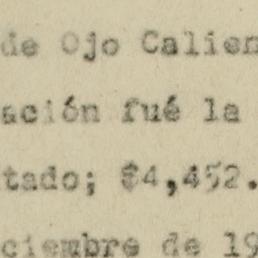 de Ojo Calien
ación fué la
tado; $4,452.
ciembre de 19